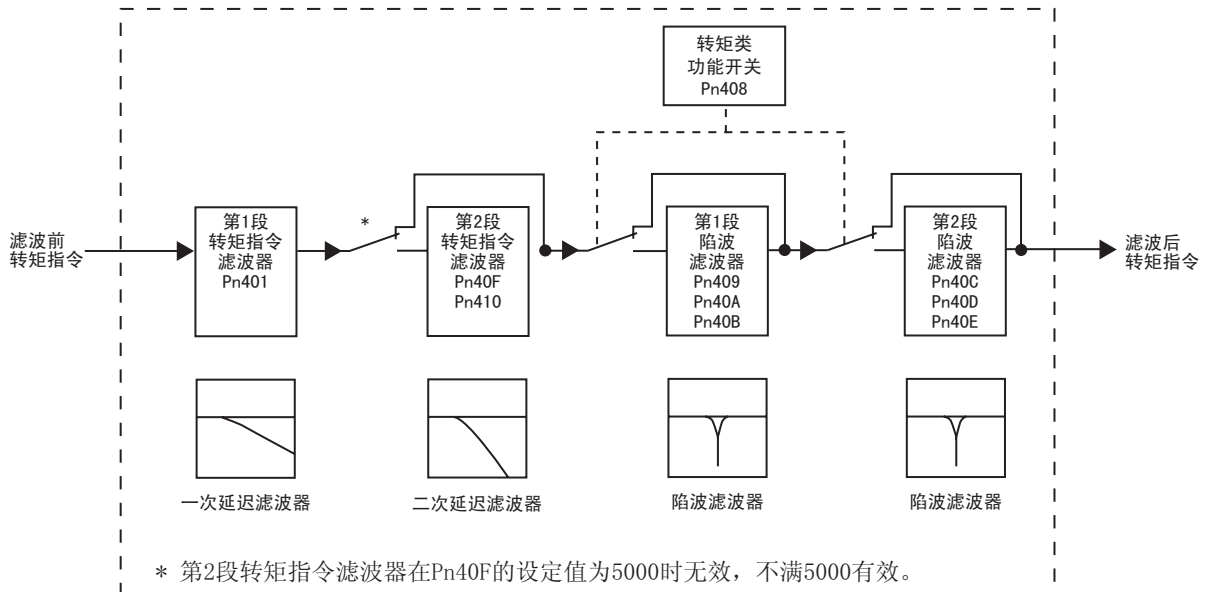 转矩类
功能开关
Pn408
滤波前
转矩指令
第1段
转矩指令
滤波器
Pn401
*
第2段
转矩指令
滤波器
Pn40F
Pn410
第1段
陷波
滤波器
Pn409
Pn40A
Pn40B
第2段
陷波
滤波器
Pn40C
Pn40D
Pn40E
滤波后
转矩指令
一次延迟滤波器
二次延迟滤波器
陷波滤波器
陷波滤波器
* 第2段转矩指令滤波器在Pn40F的设定值为5000时无效，不满5000有效。